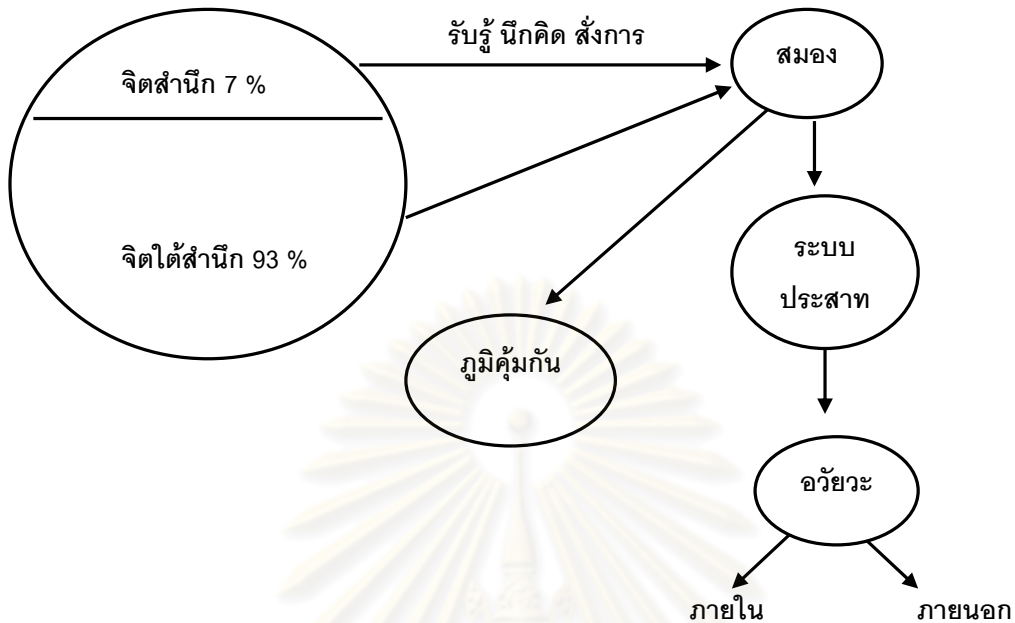 รับรู้ นึกคิด สั่งการ
สมอง
จิตสำนึก 7 %
จิตใต้สำนึก 93 %
ระบบ
ประสาท
ภูมิคุ้มกัน
อวัยวะ
ภายใน
ภายนอก